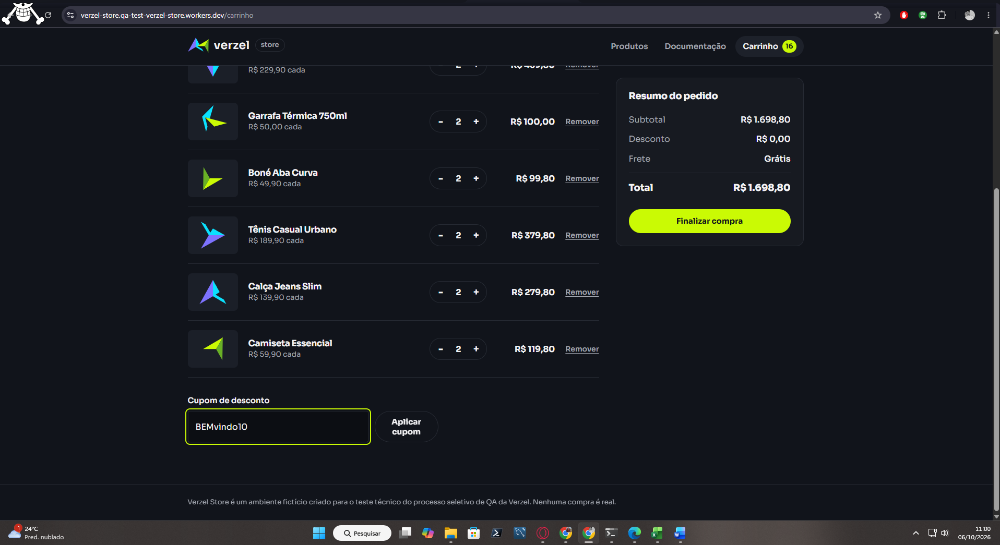 verzel-store.qa-test-verzel-store.workers.dev/carrinho
verzel store
Produtos
Documentação
Carrinho 16
R$ 229,90 cada
2
Remover
Garrafa Térmica 750ml
R$ 50,00 cada
- 2 +
R$ 100,00
Remover
Boné Aba Curva
R$ 49,90 cada
- 2 +
R$ 99,80
Remover
Tênis Casual Urbano
R$ 189,90 cada
- 2 +
R$ 379,80
Remover
Calça Jeans Slim
R$ 139,90 cada
- 2 +
R$ 279,80
Remover
Camiseta Essencial
R$ 59,90 cada
- 2 +
R$ 119,80
Remover
Cupom de desconto
BEMvindo10
Aplicar
cupom
Resumo do pedido
Subtotal R$ 1.698,80
Desconto R$ 0,00
Frete Grátis
Total R$ 1.698,80
Finalizar compra
Verzel Store é um ambiente fictício criado para o teste técnico do processo seletivo de QA da Verzel. Nenhuma compra é real.
1
24°C
Pred. nublado
Pesquisar
11:00
06/10/2026